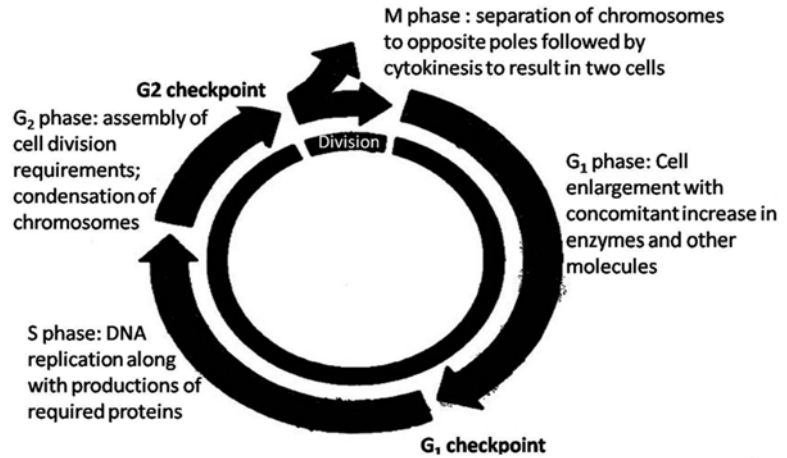 M phase : separation of chromosomes
to opposite poles followed by
cytokinesis to result in two cells
G2 checkpoint
G₂ phase: assembly of
cell division
requirements;
condensation of
chromosomes
Division
G₁ phase: Cell
enlargement with
concomitant increase in
enzymes and other
molecules
S phase: DNA
replication along
with productions of
required proteins
G₁ checkpoint